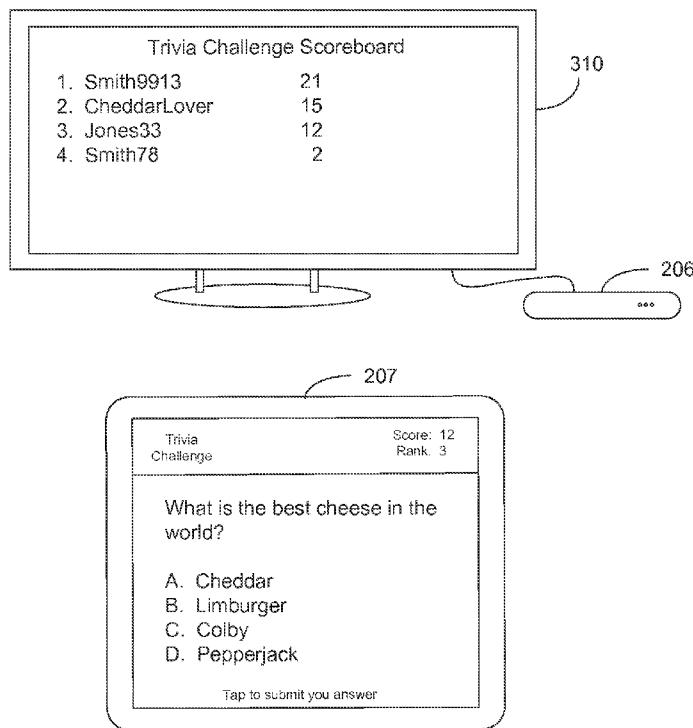 Trivia Challenge Scoreboard
1. Smith9913 21
2. CheddarLover 15
3. Jones33 12
4. Smith78 2
310
206
207
Trivia
Challenge
Score: 12
Rank. 3
What is the best cheese in the
world?
A. Cheddar
B. Limburger
C. Colby
D. Pepperjack
Tap to submit you answer